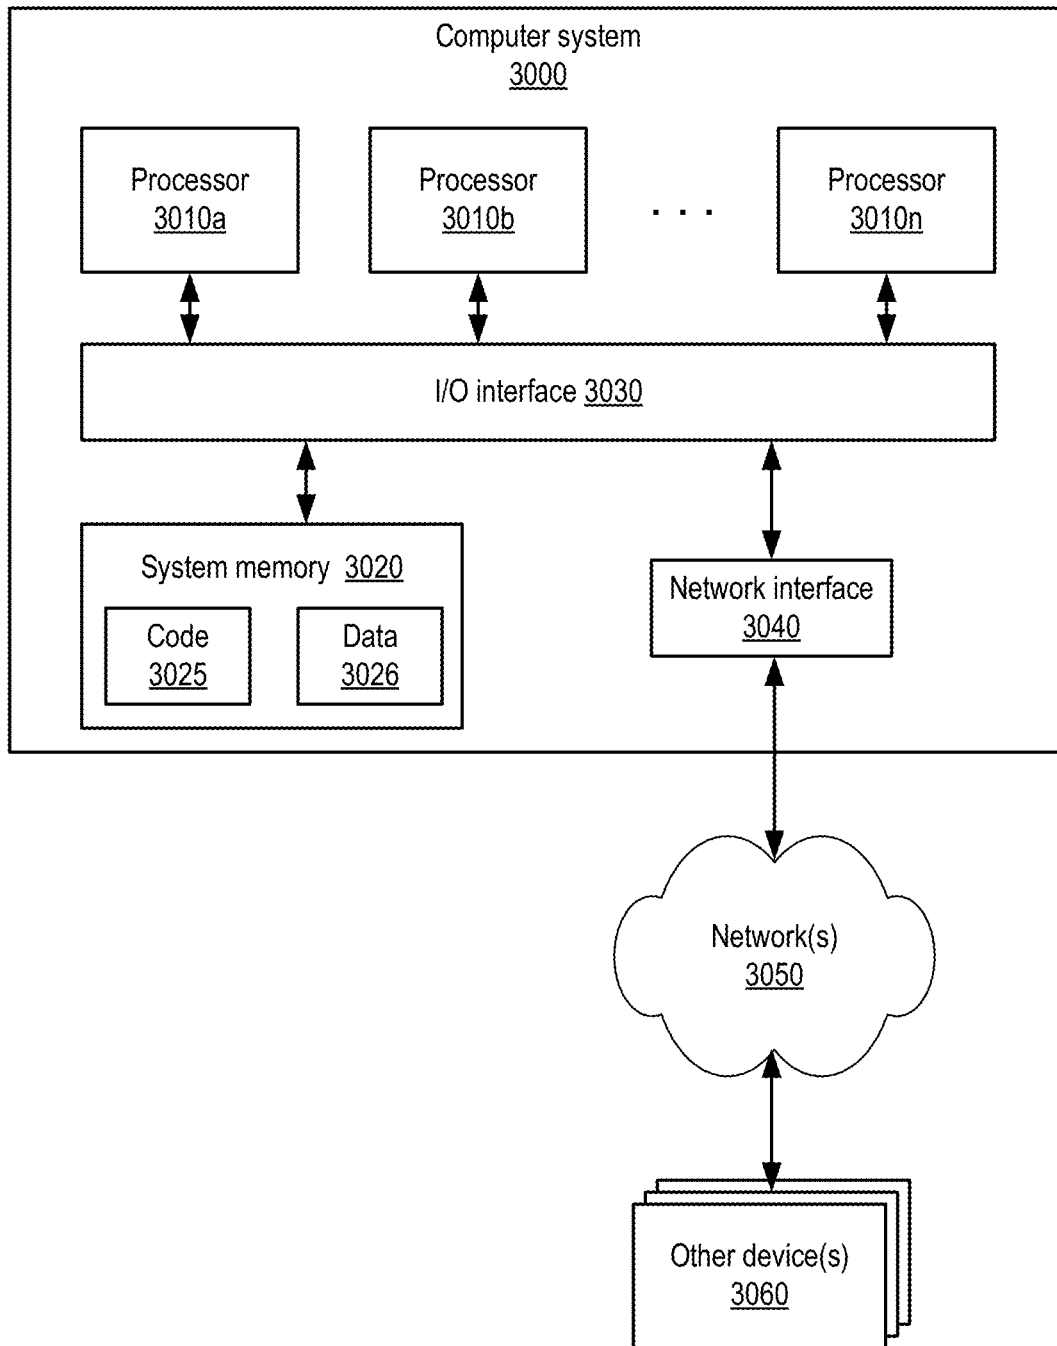 Computer system
3000
Processor
3010a
Processor
3010b
. . .
Processor
3010n
I/O interface 3030
System memory 3020
Code
3025
Data
3026
Network interface
3040
Network(s)
3050
Other device(s)
3060